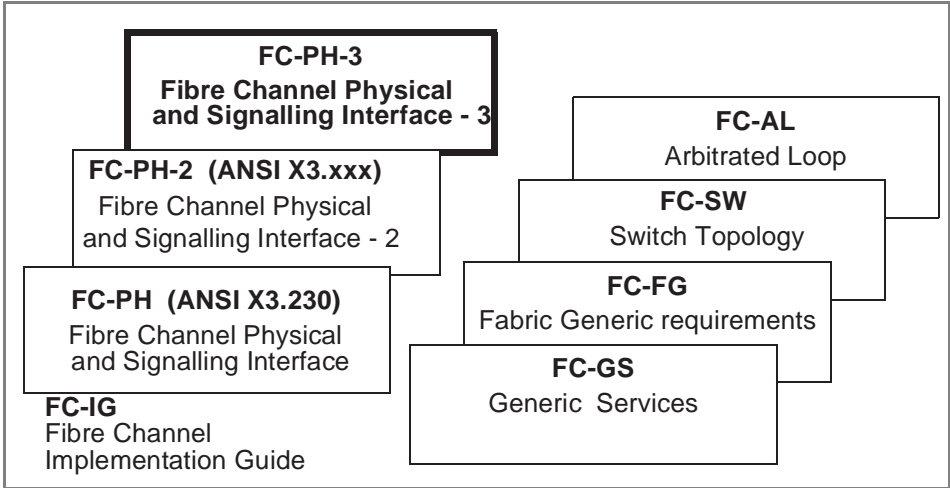 FC-PH-3
Fibre Channel Physical
and Signalling Interface - 3
FC-PH-2 (ANSI X3.xxx)
Fibre Channel Physical
and Signalling Interface - 2
FC-PH (ANSI X3.230)
Fibre Channel Physical
and Signalling Interface
FC-IG
Fibre Channel
Implementation Guide
FC-AL
Arbitrated Loop
FC-SW
Switch Topology
FC-FG
Fabric Generic requirements
FC-GS
Generic Services